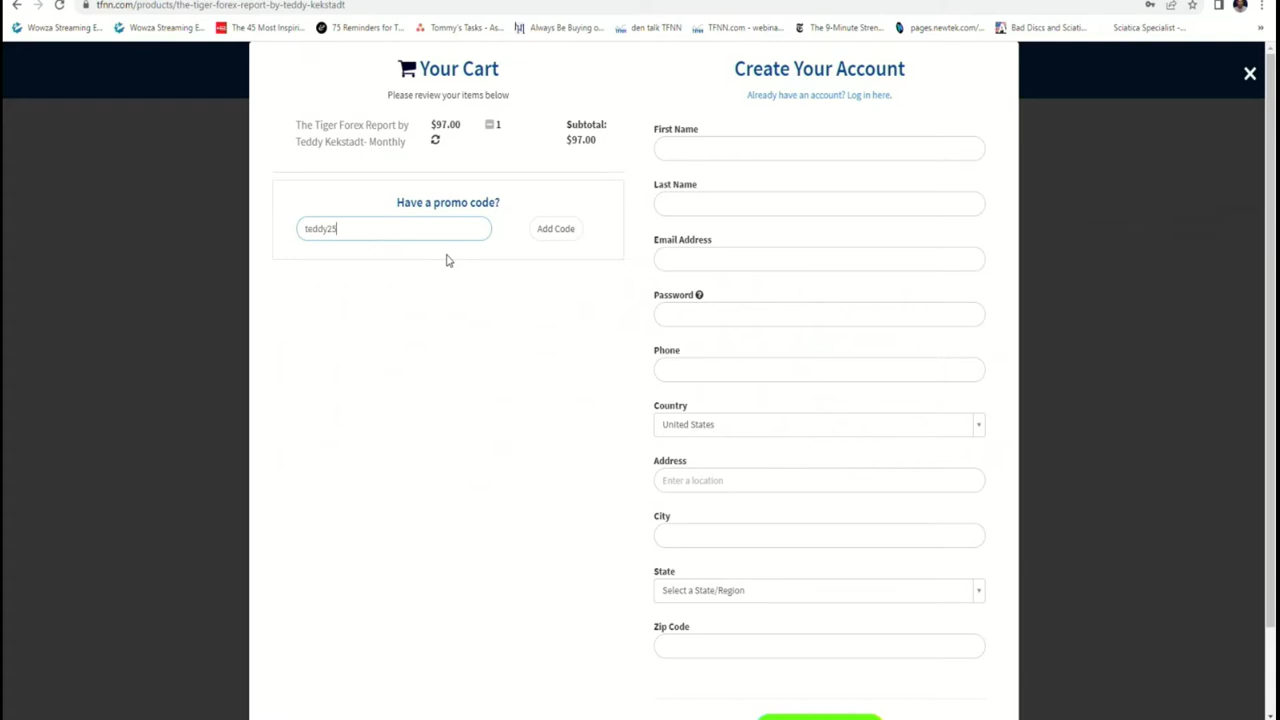 tfnn.com/products/the-tiger-forex-report-by-teddy-kekstadt
Wowza Streaming E...
Wowza Streaming E...
The 45 Most Inspiri...
75 Reminders for T...
Tommy's Tasks - As...
Always Be Buying o...
den talk TFNN
TFNN.com - webina...
The 9-Minute Stren...
pages.newtek.com/...
Bad Discs and Sciati...
Sciatica Specialist -...
»
Your Cart
Please review your items below
The Tiger Forex Report by
Teddy Kekstadt- Monthly
$97.00
1
Subtotal:
$97.00
Have a promo code?
teddy25
Add Code
Create Your Account
Already have an account? Log in here.
First Name
Last Name
Email Address
Password
Phone
Country
United States
Address
Enter a location
City
State
Select a State/Region
Zip Code